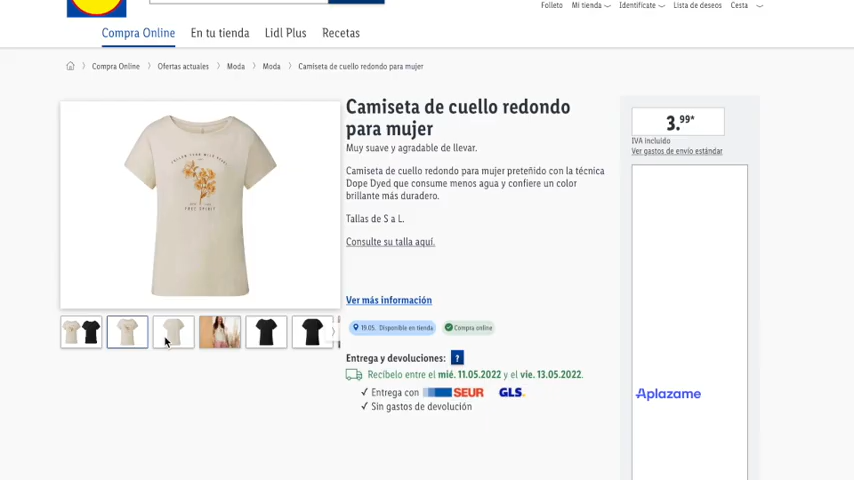 Folleto Mi tienda Identifícate Lista de deseos Cesta
Compra Online En tu tienda Lidl Plus Recetas
Compra Online Ofertas actuales Moda Moda Camiseta de cuello redondo para mujer
Camiseta de cuello redondo
para mujer
Muy suave y agradable de llevar.
Camiseta de cuello redondo para mujer preteñido con la técnica
Dope Dyed que consume menos agua y confiere un color
brillante más duradero.
Tallas de S a L.
Consulte su talla aquí.
Ver más información
19.05. Disponible en tienda Compra online
Entrega y devoluciones: ?
Recíbelo entre el mié. 11.05.2022 y el vie. 13.05.2022.
✓ Entrega con SEUR GLS.
✓ Sin gastos de devolución
3.99*
IVA incluido
Ver gastos de envío estándar
Aplazame
FREE SPIRIT